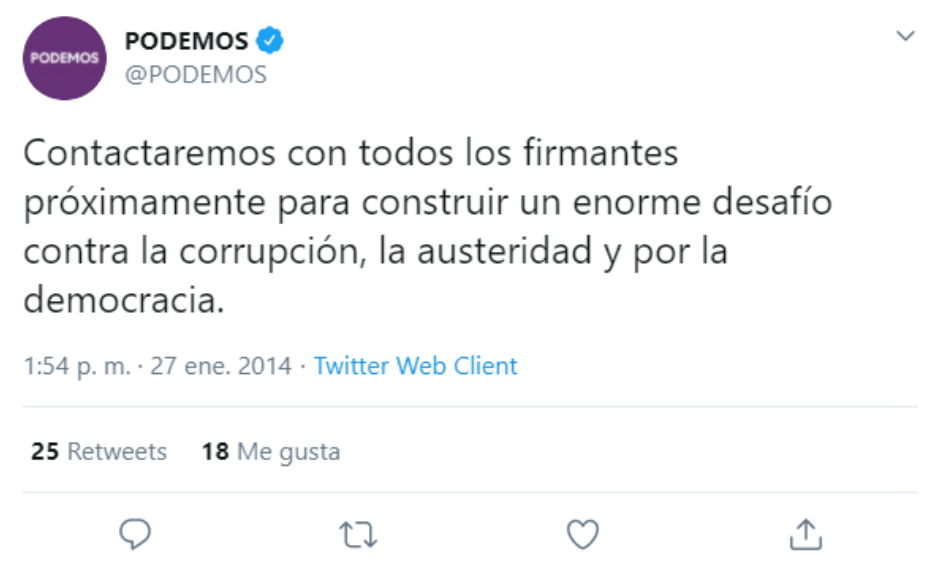 PODEMOS
PODEMOS
@PODEMOS
Contactaremos con todos los firmantes
próximamente para construir un enorme desafío
contra la corrupción, la austeridad y por la
democracia.
1:54 p. m. · 27 ene. 2014 · Twitter Web Client
25 Retweets 18 Me gusta